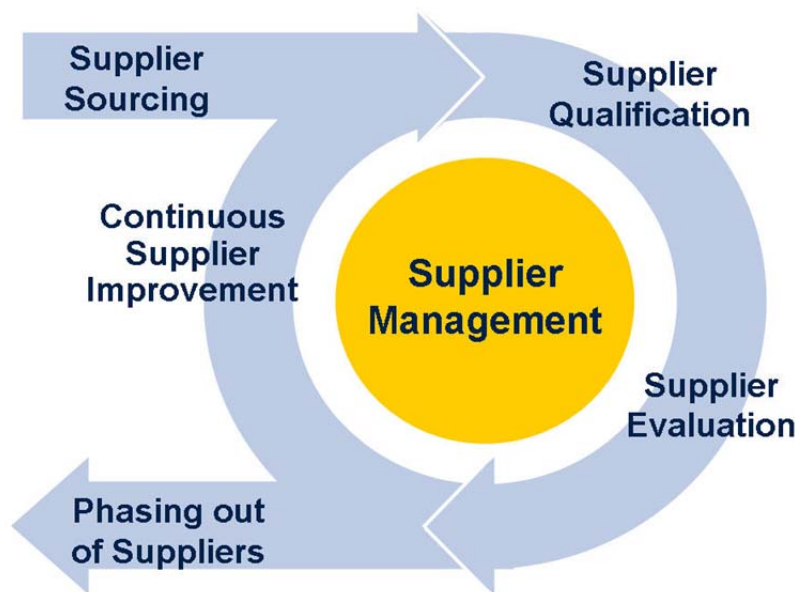 Supplier
Sourcing
Supplier
Qualification
Continuous
Supplier
Improvement
Supplier
Management
Supplier
Evaluation
Phasing out
of Suppliers